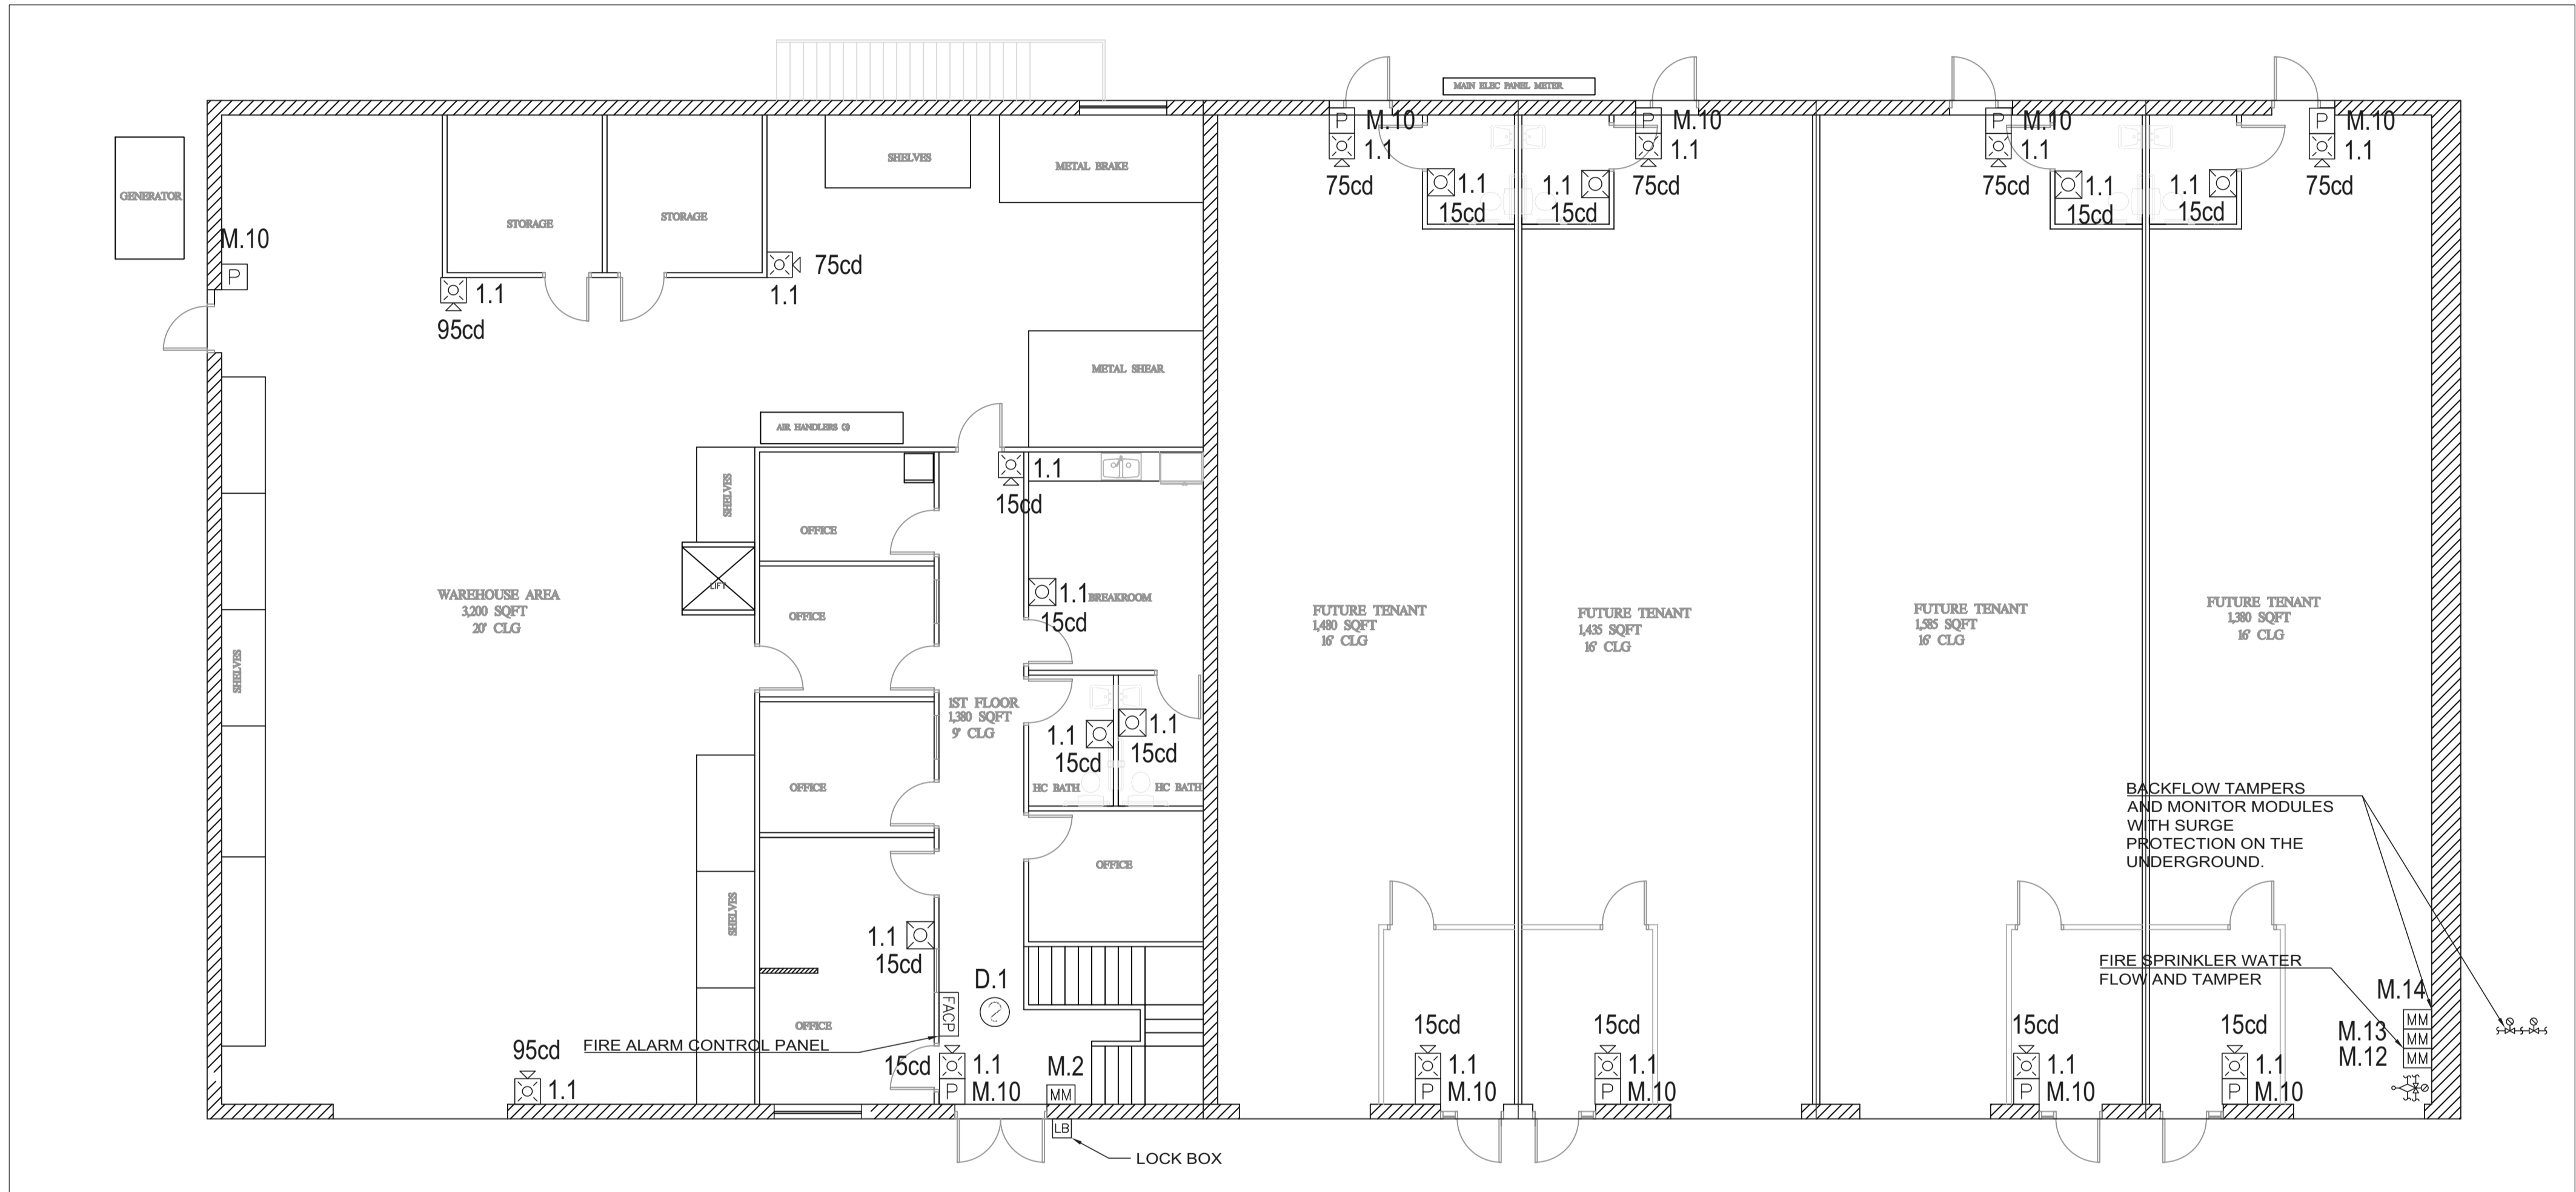 MAIN ELEC PANEL METER
P
M.10
1.1
75cd
1.1
15cd
P
M.10
1.1
75cd
1.1
15cd
P
M.10
1.1
75cd
1.1
15cd
P
M.10
1.1
75cd
1.1
15cd
GENERATOR
M.10
P
STORAGE
STORAGE
SHELVES
METAL BRAKE
1.1
95cd
75cd
1.1
METAL SHEAR
AIR HANDLERS (3)
SHELVES
OFFICE
1.1
15cd
LIFT
OFFICE
1.1
BREAKROOM
15cd
WAREHOUSE AREA
3,200 SQFT
20' CLG
SHELVES
FUTURE TENANT
1,480 SQFT
16' CLG
FUTURE TENANT
1,435 SQFT
16' CLG
FUTURE TENANT
1,585 SQFT
16' CLG
FUTURE TENANT
1,380 SQFT
16' CLG
1ST FLOOR
1,380 SQFT
9' CLG
1.1
15cd
1.1
15cd
HC BATH
HC BATH
OFFICE
OFFICE
SHELVES
1.1
15cd
D.1
2
FACP
OFFICE
FIRE ALARM CONTROL PANEL
95cd
1.1
15cd
1.1
P
M.10
M.2
MM
LB
LOCK BOX
15cd
1.1
P
M.10
15cd
1.1
P
M.10
15cd
1.1
P
M.10
15cd
1.1
P
M.10
BACKFLOW TAMPERS
AND MONITOR MODULES
WITH SURGE
PROTECTION ON THE
UNDERGROUND.
FIRE SPRINKLER WATER
FLOW AND TAMPER
M.14
MM
M.13
MM
M.12
MM